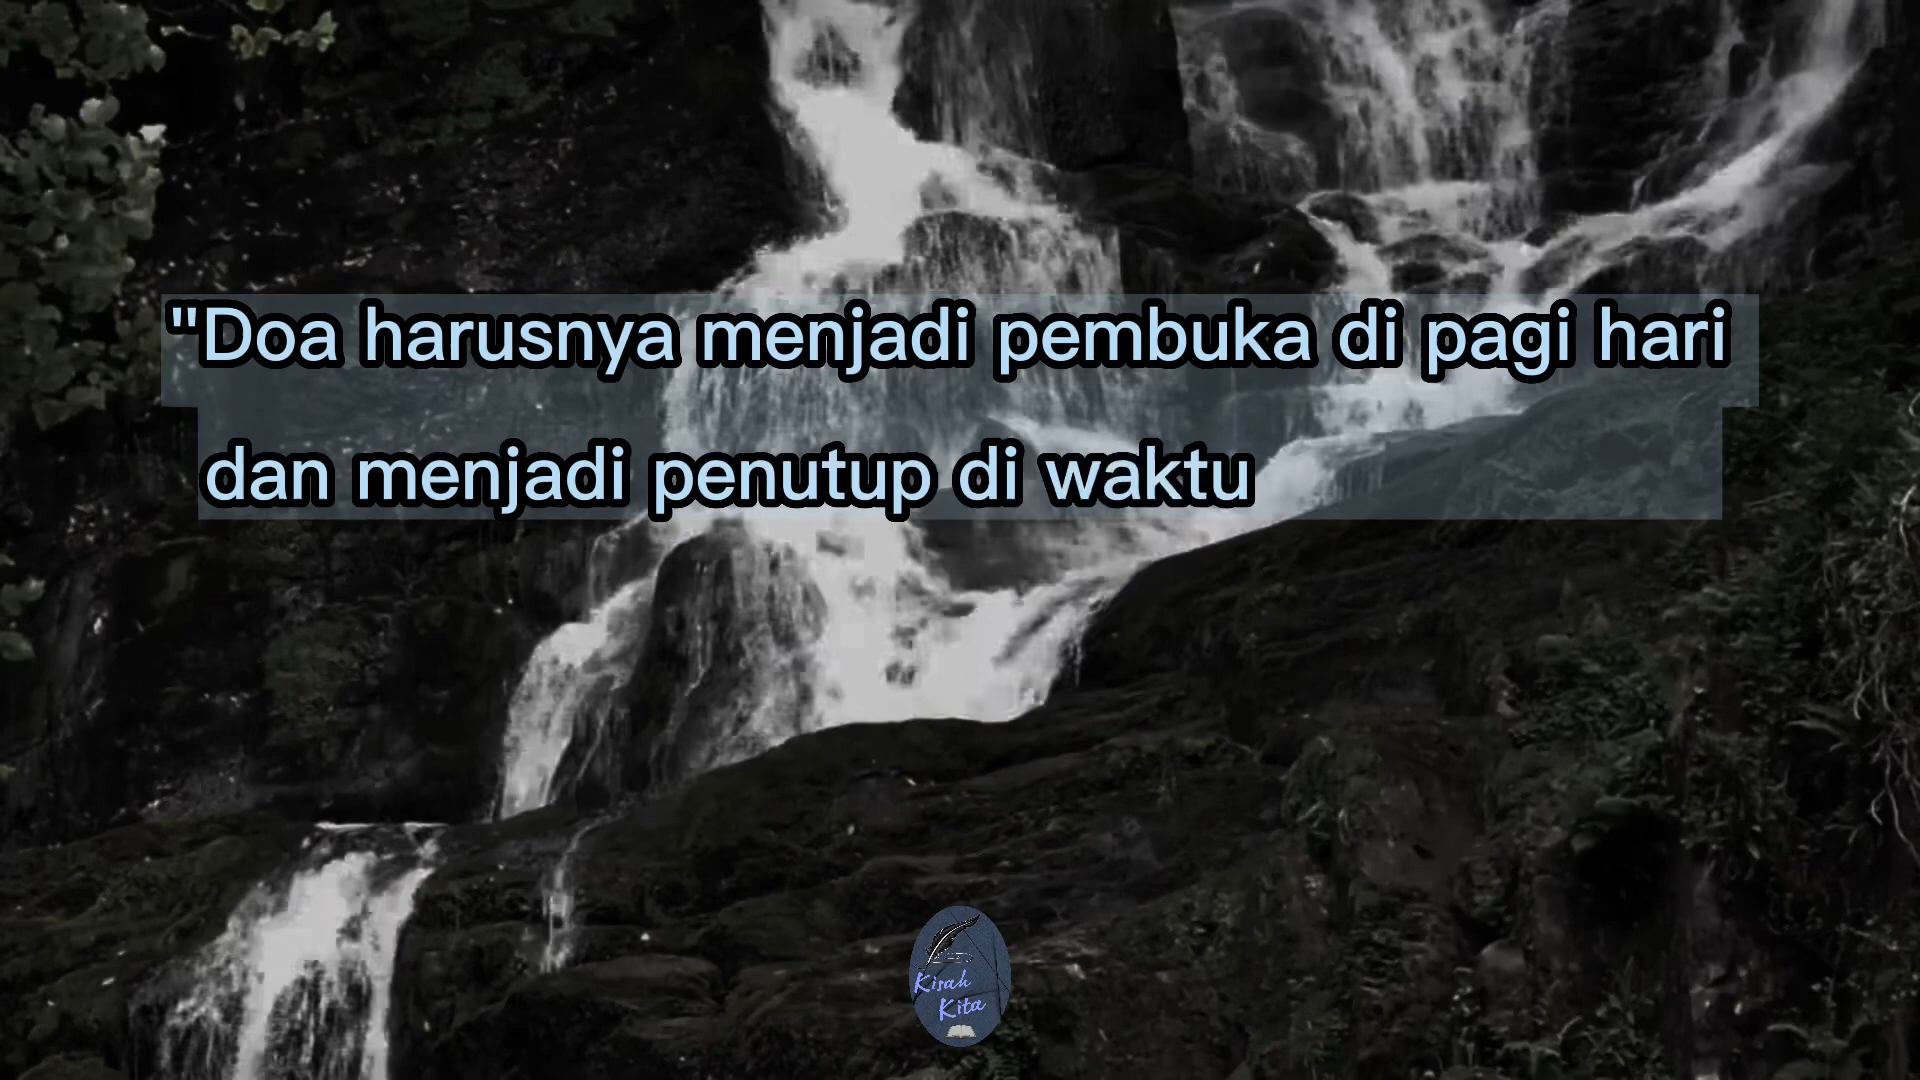 "Doa harusnya menjadi pembuka di pagi hari
dan menjadi penutup di waktu
Kisah
Kita